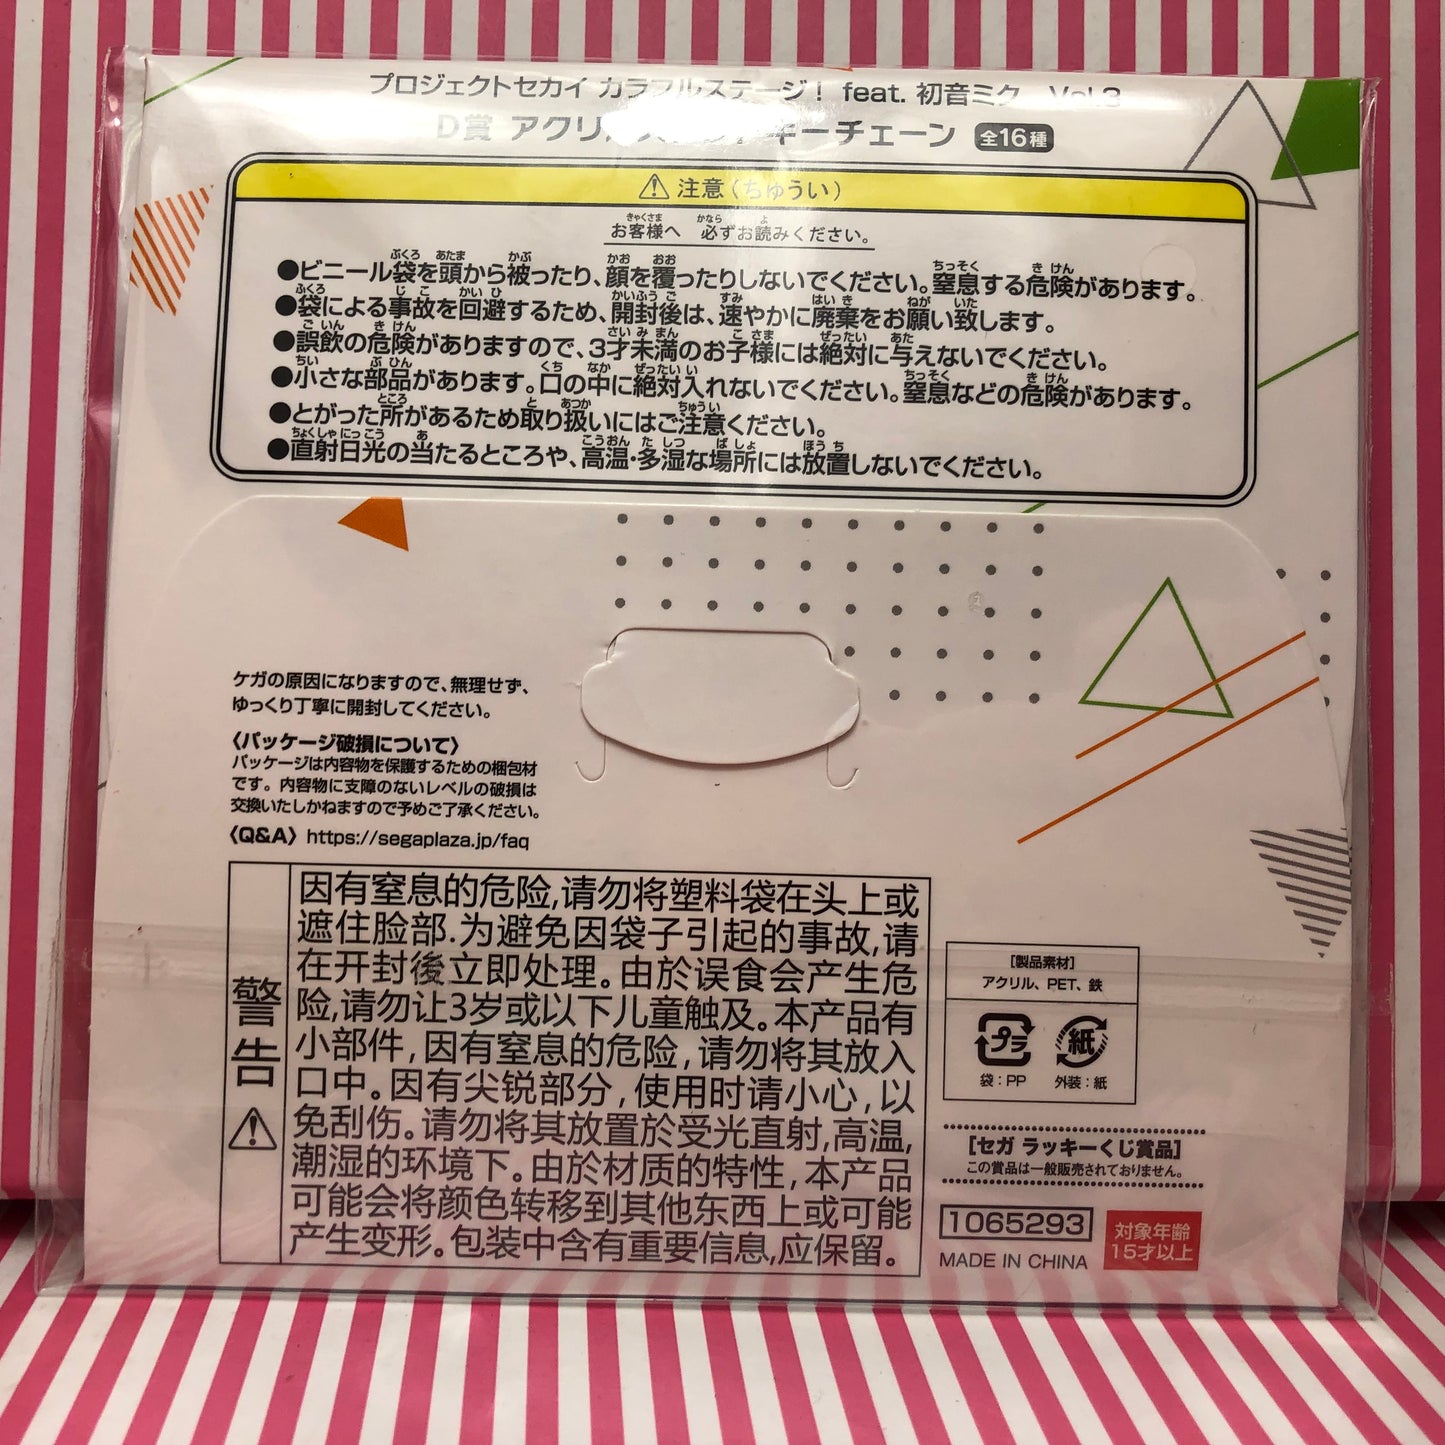 プロジェクトセカイ カラフルステージ！ feat. 初音ミク Vol.3
D賞 アクリル キーチェーン 全16種
注意（ちゅうい）
お客様へ 必ずお読みください。
●ビニール袋を頭から被ったり、顔を覆ったりしないでください。窒息する危険があります。
●袋による事故を回避するため、開封後は、速やかに廃棄をお願い致します。
●誤飲の危険がありますので、3才未満のお子様には絶対に与えないでください。
●小さな部品があります。口の中に絶対入れないでください。窒息などの危険があります。
●とがった所があるため取り扱いにはご注意ください。
●直射日光の当たるところや、高温・多湿な場所には放置しないでください。
ケガの原因になりますので、無理せず、
ゆっくり丁寧に開封してください。
〈パッケージ破損について〉
パッケージは内容物を保護するための梱包材
です。内容物に支障のないレベルの破損は
交換いたしかねますので予めご了承ください。
〈Q&A〉 https://segaplaza.jp/faq
警告
因有窒息的危险,请勿将塑料袋在头上或
遮住脸部.为避免因袋子引起的事故,请
在开封後立即处理。由於误食会产生危
险,请勿让3岁或以下儿童触及。本产品有
小部件,因有窒息的危险,请勿将其放入
口中。因有尖锐部分,使用时请小心,以
免刮伤。请勿将其放置於受光直射,高温,
潮湿的环境下。由於材质的特性,本产品
可能会将颜色转移到其他东西上或可能
产生变形。包装中含有重要信息,应保留。
[製品素材]
アクリル、PET、鉄
プラ 紙
袋：PP 外装：紙
[セガ ラッキーくじ賞品]
この賞品は一般販売されておりません。
1065293
MADE IN CHINA
対象年齢
15才以上